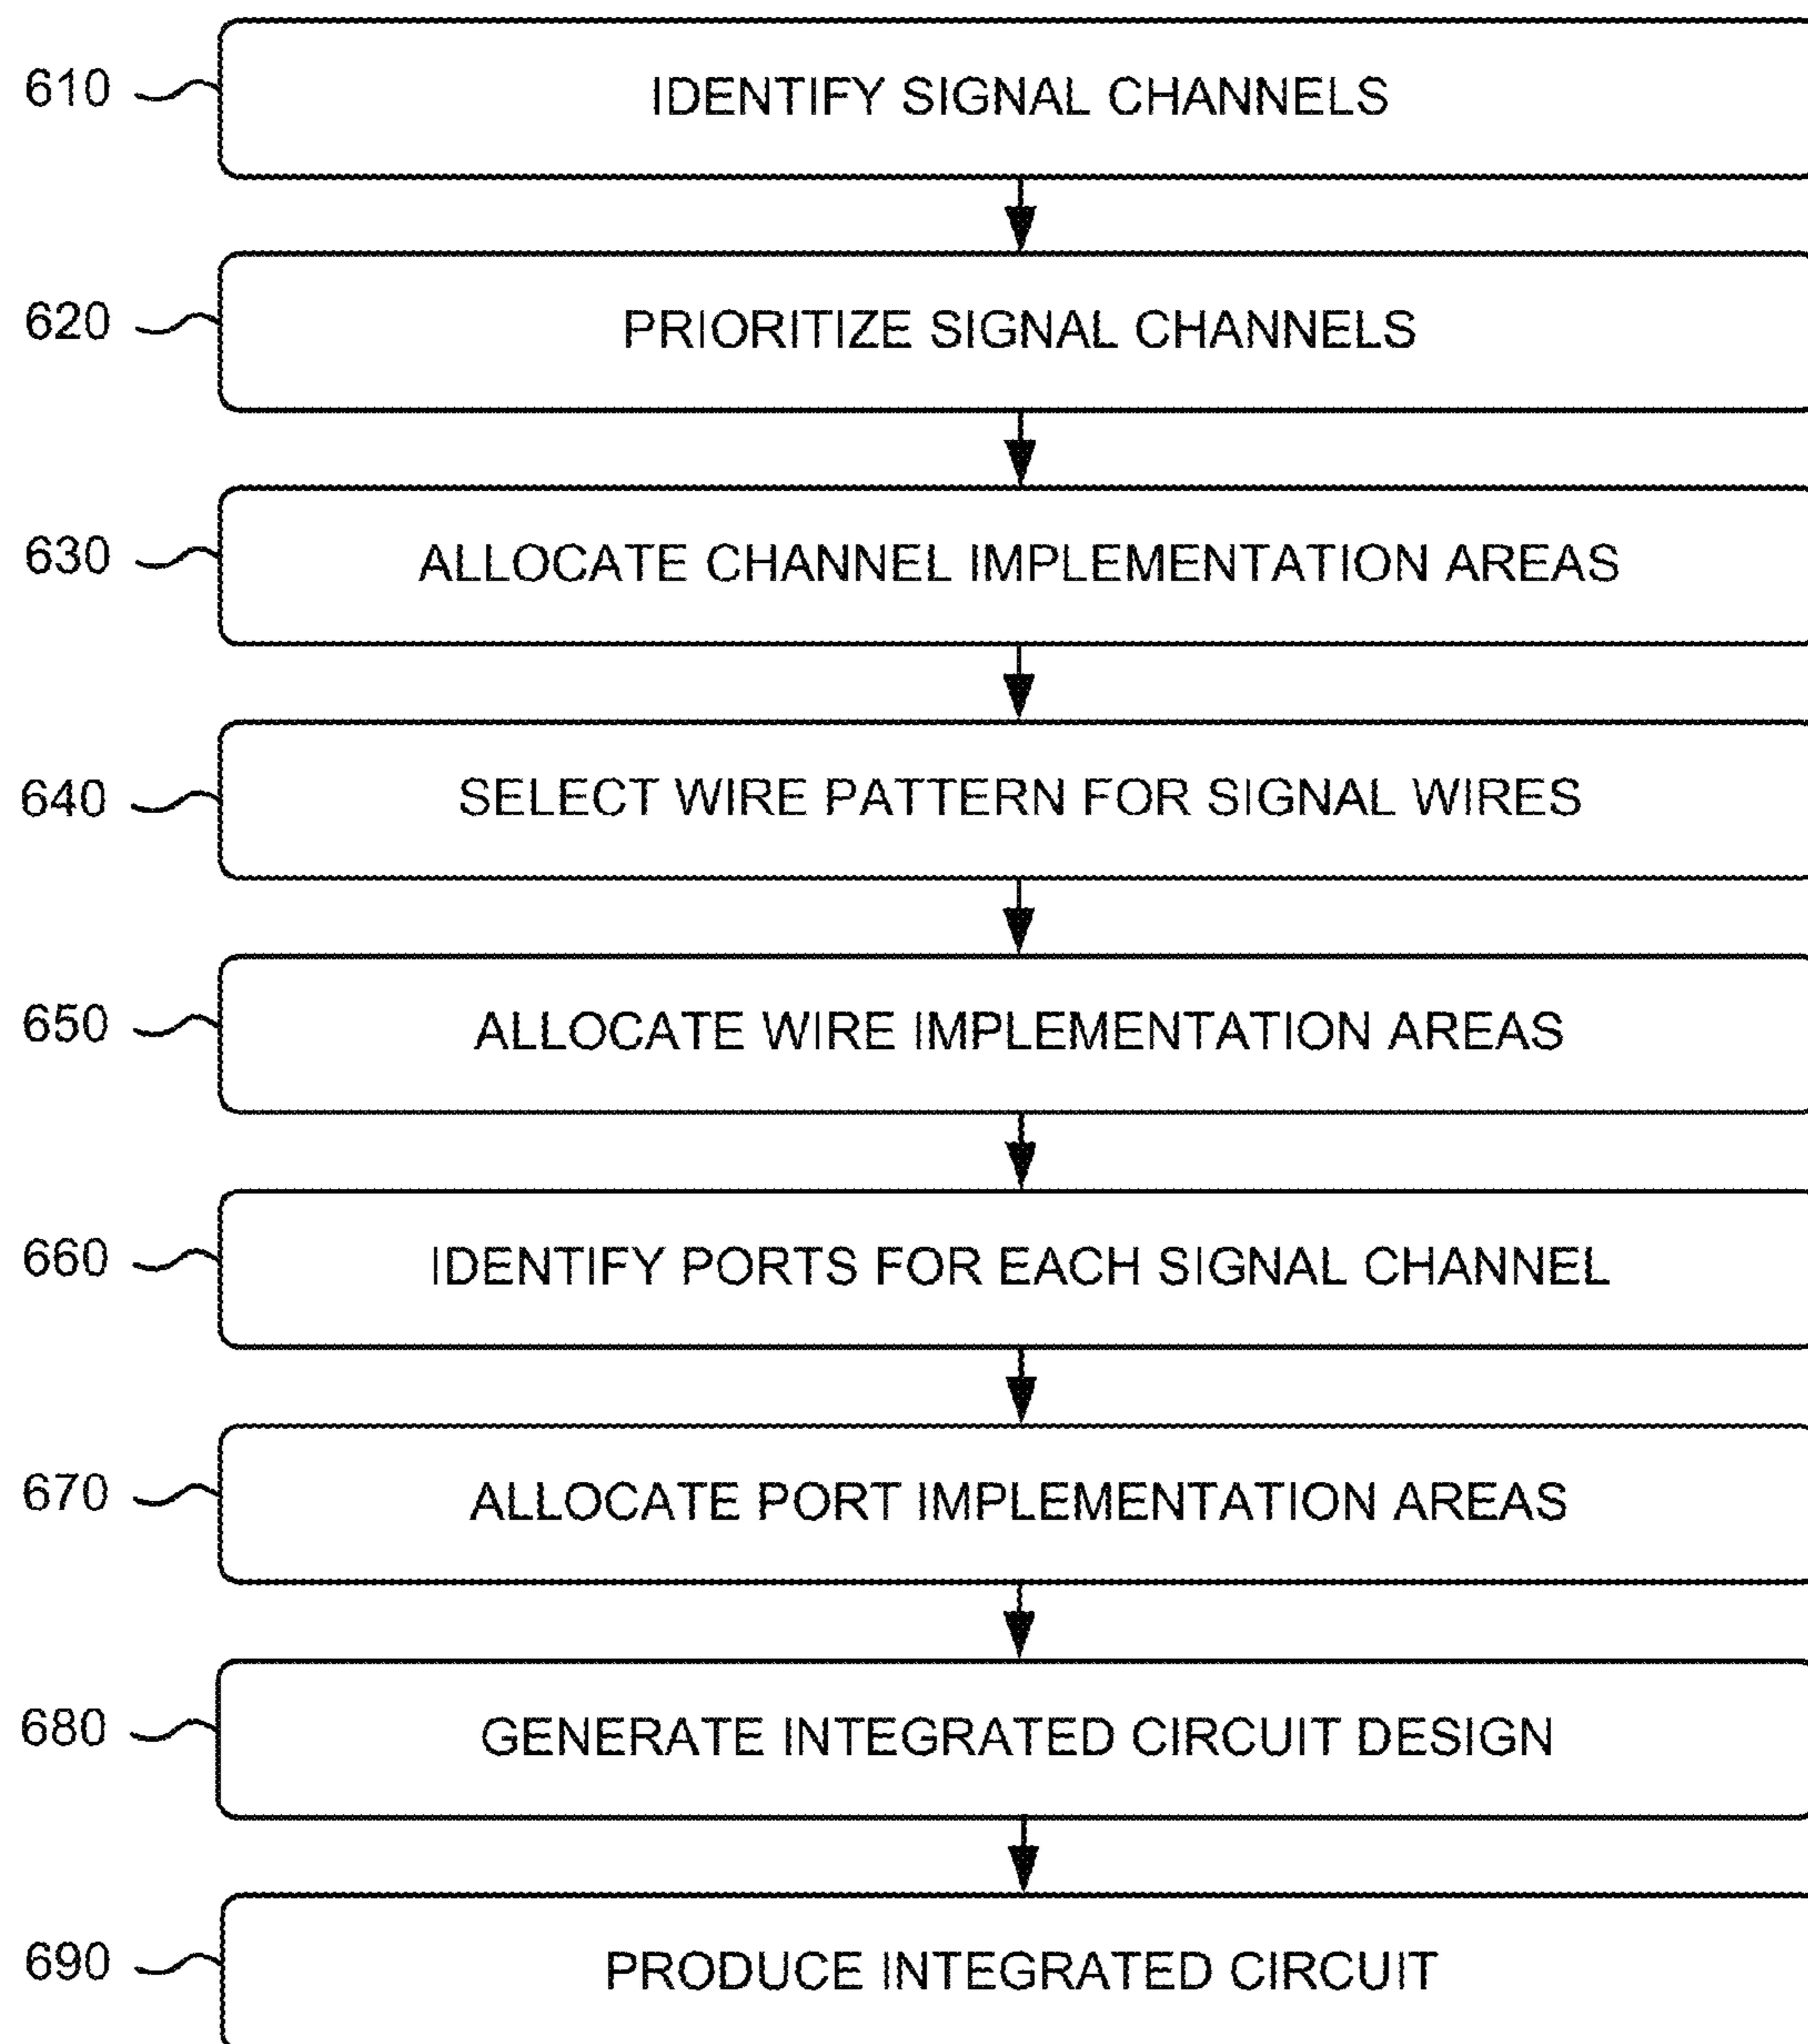 610 IDENTIFY SIGNAL CHANNELS
620 PRIORITIZE SIGNAL CHANNELS
630 ALLOCATE CHANNEL IMPLEMENTATION AREAS
640 SELECT WIRE PATTERN FOR SIGNAL WIRES
650 ALLOCATE WIRE IMPLEMENTATION AREAS
660 IDENTIFY PORTS FOR EACH SIGNAL CHANNEL
670 ALLOCATE PORT IMPLEMENTATION AREAS
680 GENERATE INTEGRATED CIRCUIT DESIGN
690 PRODUCE INTEGRATED CIRCUIT